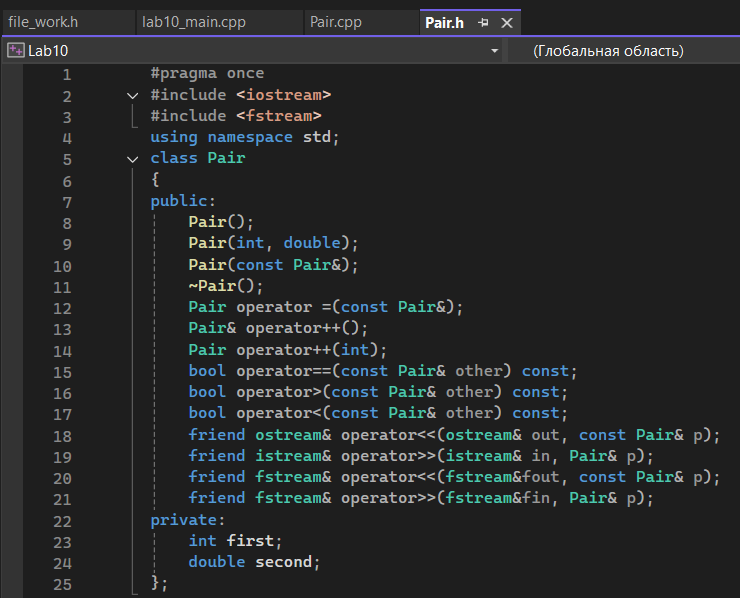 file_work.h lab10_main.cpp Pair.cpp Pair.h
Lab10 (Глобальная область)
1 #pragma once
2 #include <iostream>
3 #include <fstream>
4 using namespace std;
5 class Pair
6 {
7 public:
8 Pair();
9 Pair(int, double);
10 Pair(const Pair&);
11 ~Pair();
12 Pair operator =(const Pair&);
13 Pair& operator++();
14 Pair operator++(int);
15 bool operator==(const Pair& other) const;
16 bool operator>(const Pair& other) const;
17 bool operator<(const Pair& other) const;
18 friend ostream& operator<<(ostream& out, const Pair& p);
19 friend istream& operator>>(istream& in, Pair& p);
20 friend fstream& operator<<(fstream&fout, const Pair& p);
21 friend fstream& operator>>(fstream&fin, Pair& p);
22 private:
23 int first;
24 double second;
25 };